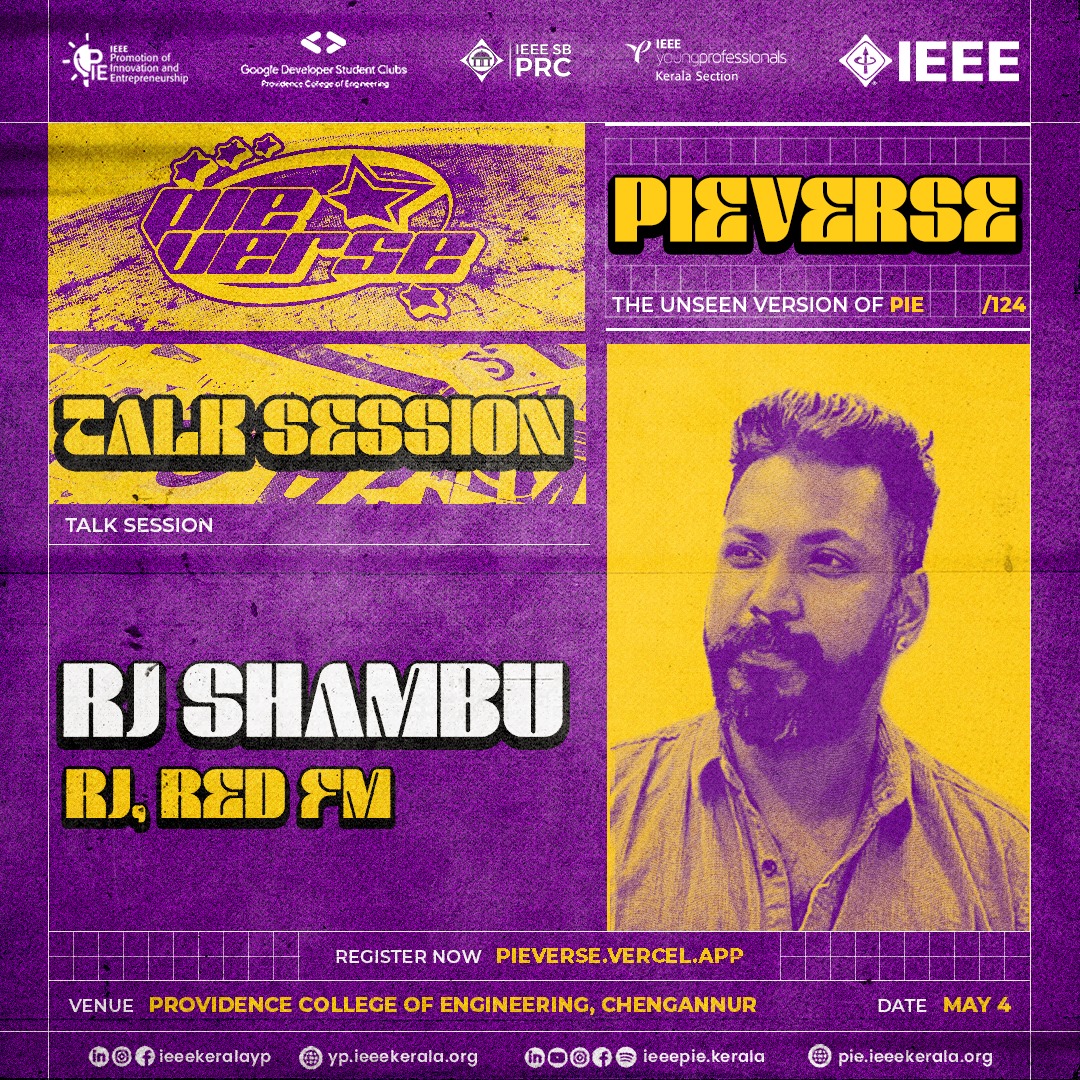 IEEE
Promotion of
Innovation and
Entrepreneurship
PIE
Google Developer Student Clubs
Providence College of Engineering
IEEE SB
PRC
IEEE
youngprofessionals
Kerala Section
IEEE
pie
verse
PIEVERSE
THE UNSEEN VERSION OF PIE /124
TALK SESSION
TALK SESSION
RJ SHAMBU
RJ, RED FM
REGISTER NOW PIEVERSE.VERCEL.APP
VENUE PROVIDENCE COLLEGE OF ENGINEERING, CHENGANNUR DATE MAY 4
ieeekeralayp yp.ieeekerala.org ieeepie.kerala pie.ieeekerala.org